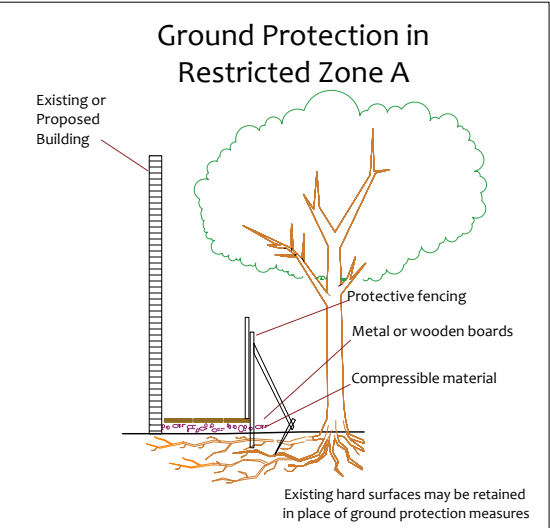 Ground Protection in
Restricted Zone A
Existing or
Proposed
Building
Protective fencing
Metal or wooden boards
Compressible material
Existing hard surfaces may be retained
in place of ground protection measures